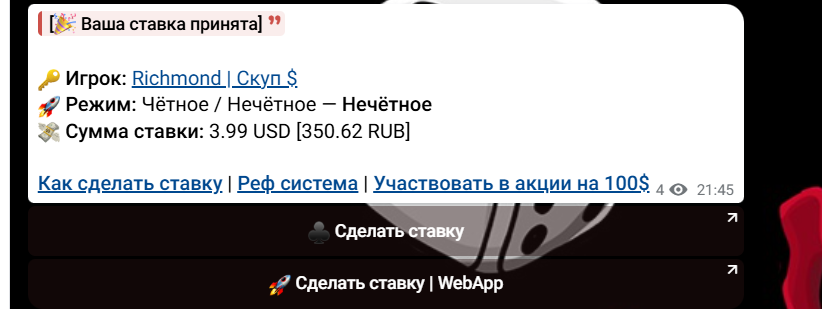 [🎉 Ваша ставка принята]
🔑 Игрок: Richmond | Скуп $
🚀 Режим: Чётное / Нечётное — Нечётное
💸 Сумма ставки: 3.99 USD [350.62 RUB]
Как сделать ставку | Реф система | Участвовать в акции на 100$ 4 21:45
♣️ Сделать ставку
🚀 Сделать ставку | WebApp